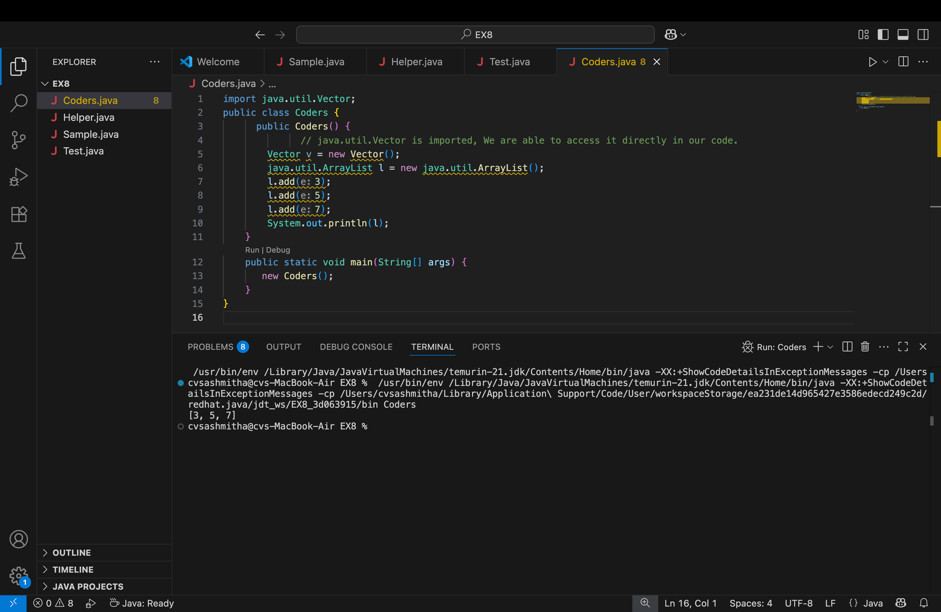 EX8
EXPLORER
Welcome
Sample.java
Helper.java
Test.java
Coders.java 8
EX8
Coders.java 8
Helper.java
Sample.java
Test.java
Coders.java > ...
1 import java.util.Vector;
2 public class Coders {
3 public Coders() {
4 // java.util.Vector is imported, We are able to access it directly in our code.
5 Vector v = new Vector();
6 java.util.ArrayList l = new java.util.ArrayList();
7 l.add(e: 3);
8 l.add(e: 5);
9 l.add(e: 7);
10 System.out.println(l);
11 }
Run | Debug
12 public static void main(String[] args) {
13 new Coders();
14 }
15 }
16
PROBLEMS 8 OUTPUT DEBUG CONSOLE TERMINAL PORTS
Run: Coders
/usr/bin/env /Library/Java/JavaVirtualMachines/temurin-21.jdk/Contents/Home/bin/java -XX:+ShowCodeDetailsInExceptionMessages -cp /Users
cvsashmitha@cvs-MacBook-Air EX8 % /usr/bin/env /Library/Java/JavaVirtualMachines/temurin-21.jdk/Contents/Home/bin/java -XX:+ShowCodeDet
ailsInExceptionMessages -cp /Users/cvsashmitha/Library/Application\ Support/Code/User/workspaceStorage/ea231de14d965427e3586edecd249c2d/
redhat.java/jdt_ws/EX8_3d063915/bin Coders
[3, 5, 7]
cvsashmitha@cvs-MacBook-Air EX8 %
OUTLINE
TIMELINE
JAVA PROJECTS
1
0 8
Java: Ready
Ln 16, Col 1
Spaces: 4
UTF-8
LF
{} Java